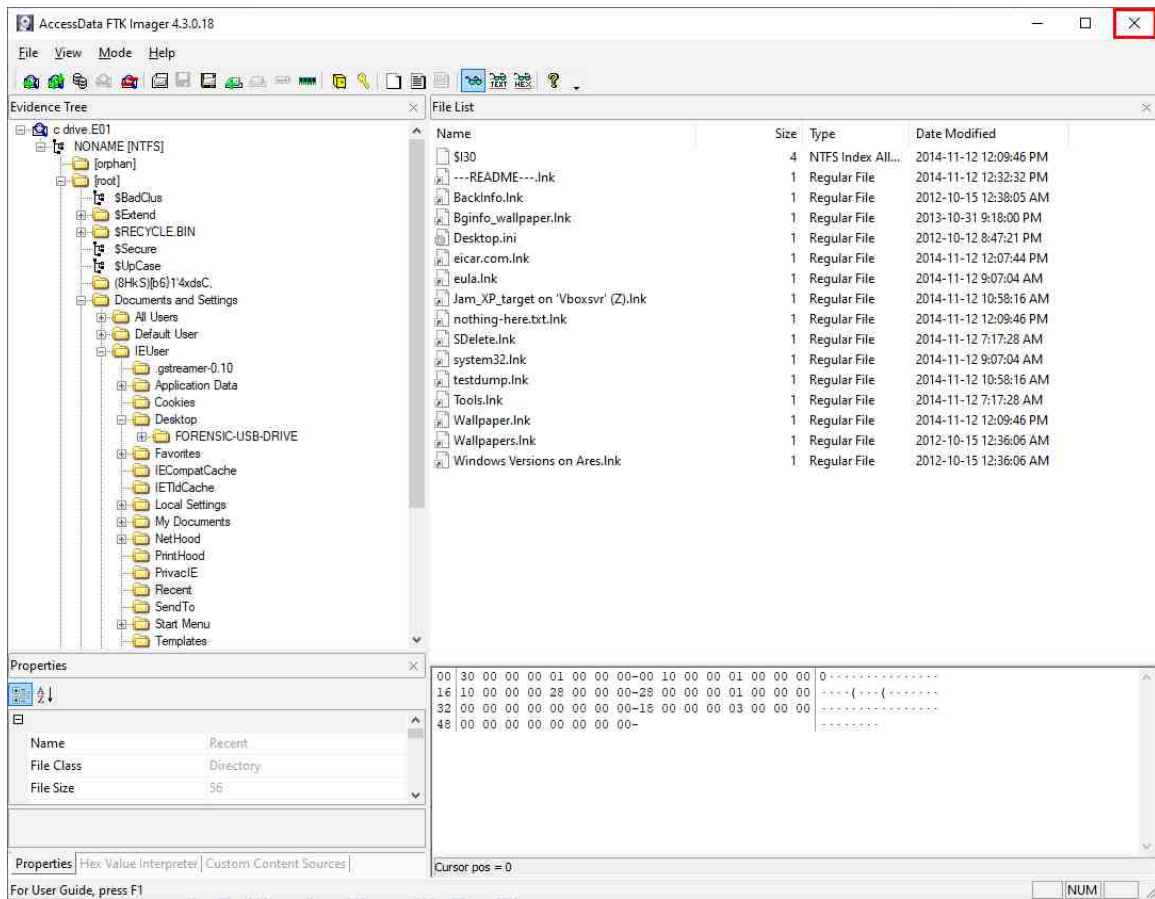 AccessData FTK Imager 4.3.0.18
File View Mode Help
Evidence Tree
c drive.E01
NONAME [NTFS]
[orphan]
[root]
$BadClus
$Extend
$RECYCLE.BIN
$Secure
$UpCase
(8HkS)[b6}1'4xdsC,
Documents and Settings
All Users
Default User
IEUser
.gstreamer-0.10
Application Data
Cookies
Desktop
FORENSIC-USB-DRIVE
Favorites
IECompatCache
IETldCache
Local Settings
My Documents
NetHood
PrintHood
PrivacIE
Recent
SendTo
Start Menu
Templates
File List
Name Size Type Date Modified
$I30 4 NTFS Index All... 2014-11-12 12:09:46 PM
---README---.lnk 1 Regular File 2014-11-12 12:32:32 PM
BackInfo.lnk 1 Regular File 2012-10-15 12:38:05 AM
Bginfo_wallpaper.lnk 1 Regular File 2013-10-31 9:18:00 PM
Desktop.ini 1 Regular File 2012-10-12 8:47:21 PM
eicar.com.lnk 1 Regular File 2014-11-12 12:07:44 PM
eula.lnk 1 Regular File 2014-11-12 9:07:04 AM
Jam_XP_target on 'Vboxsvr' (Z).lnk 1 Regular File 2014-11-12 10:58:16 AM
nothing-here.txt.lnk 1 Regular File 2014-11-12 12:09:46 PM
SDelete.lnk 1 Regular File 2014-11-12 7:17:28 AM
system32.lnk 1 Regular File 2014-11-12 9:07:04 AM
testdump.lnk 1 Regular File 2014-11-12 10:58:16 AM
Tools.lnk 1 Regular File 2014-11-12 7:17:28 AM
Wallpaper.lnk 1 Regular File 2014-11-12 12:09:46 PM
Wallpapers.lnk 1 Regular File 2012-10-15 12:36:06 AM
Windows Versions on Ares.lnk 1 Regular File 2012-10-15 12:36:06 AM
Properties
Name Recent
File Class Directory
File Size 56
Properties Hex Value Interpreter Custom Content Sources
00 30 00 00 00 01 00 00 00-00 10 00 00 01 00 00 00 0···············
16 10 00 00 00 28 00 00 00-28 00 00 00 01 00 00 00 ····(···(·······
32 00 00 00 00 00 00 00 00-18 00 00 00 03 00 00 00 ················
48 00 00 00 00 00 00 00 00- ········
Cursor pos = 0
For User Guide, press F1
NUM